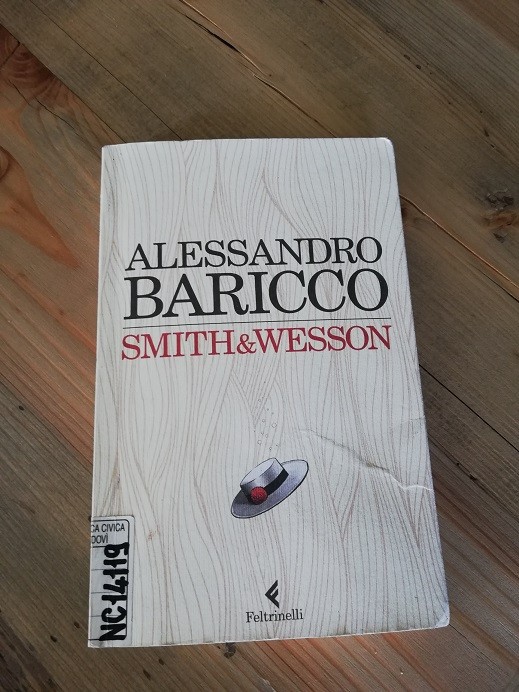 ALESSANDRO
BARICCO
SMITH&WESSON
CA CIVICA
DOVÌ
NC14119
Feltrinelli